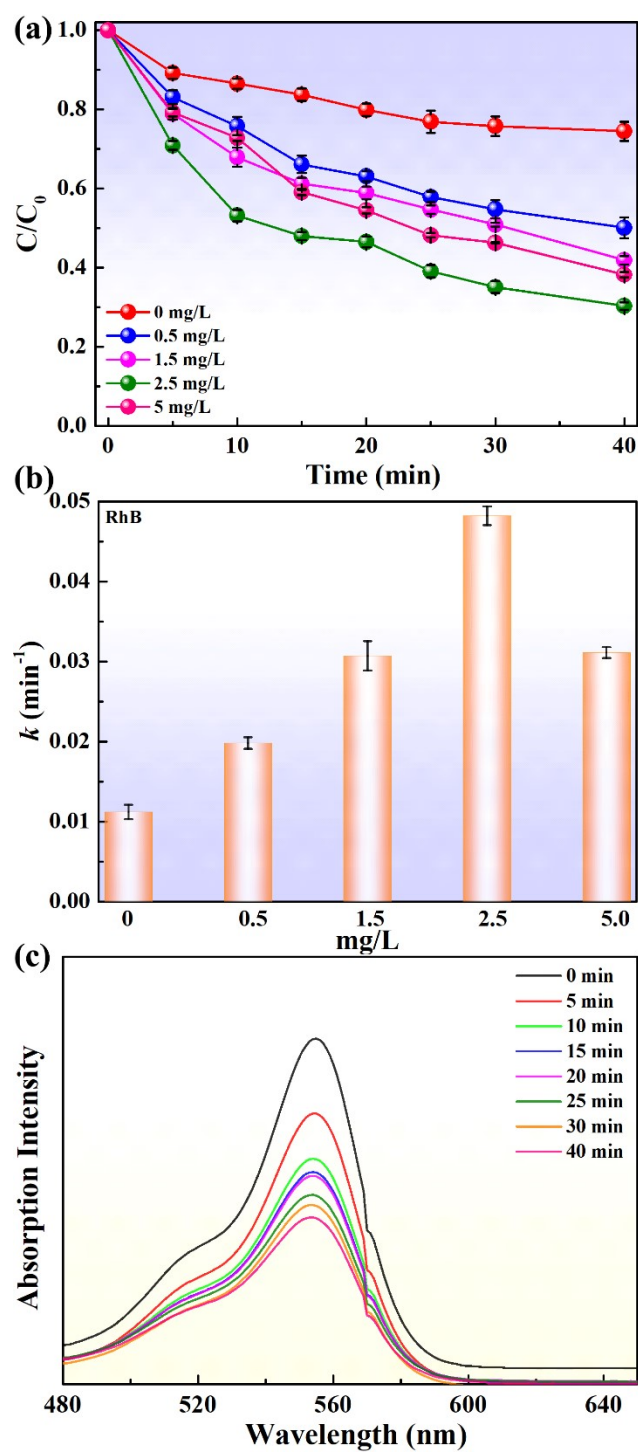 (a)
1.0
0.8
0.6
0.4
0.2
0.0
C/C₀
0 mg/L
0.5 mg/L
1.5 mg/L
2.5 mg/L
5 mg/L
0 10 20 30 40
Time (min)
(b)
RhB
0.05
0.04
0.03
0.02
0.01
0.00
k (min⁻¹)
0 0.5 1.5 2.5 5.0
mg/L
(c)
0 min
5 min
10 min
15 min
20 min
25 min
30 min
40 min
Absorption Intensity
480 520 560 600 640
Wavelength (nm)